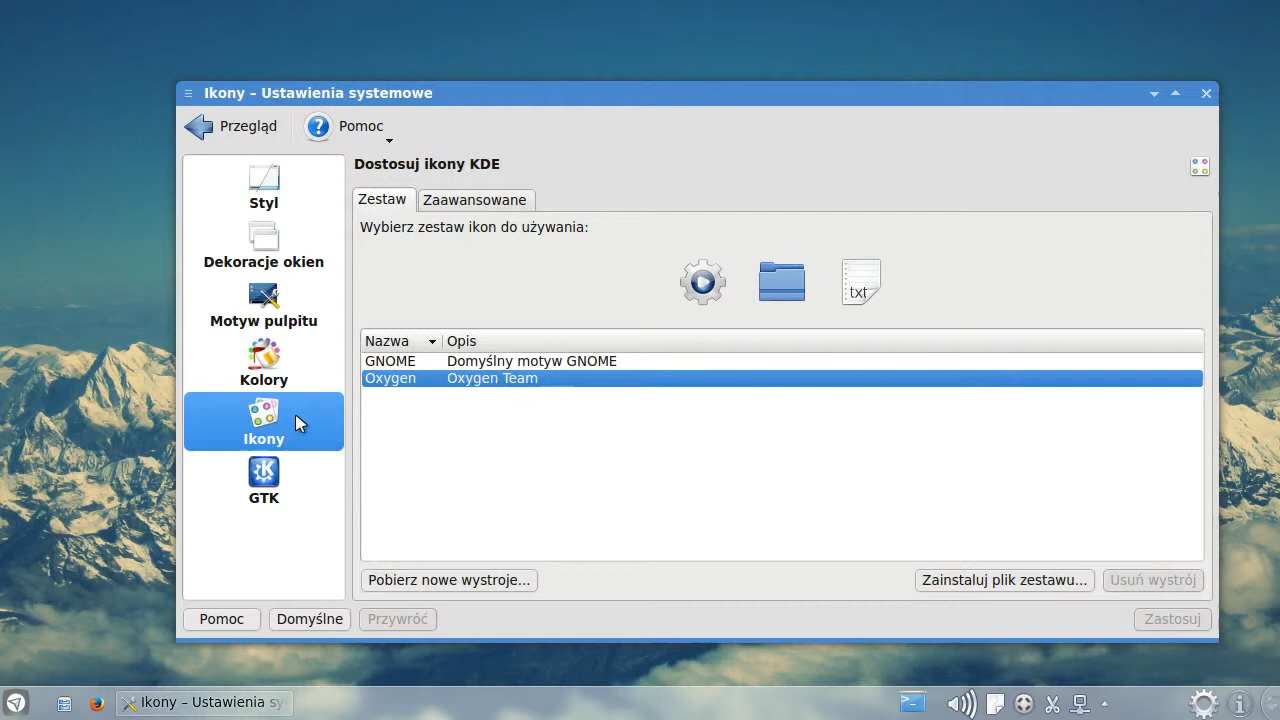 Ikony – Ustawienia systemowe
Przegląd
Pomoc
Styl
Dekoracje okien
Motyw pulpitu
Kolory
Ikony
GTK
Dostosuj ikony KDE
Zestaw
Zaawansowane
Wybierz zestaw ikon do używania:
txt
Nazwa Opis
GNOME Domyślny motyw GNOME
Oxygen Oxygen Team
Pobierz nowe wystroje...
Zainstaluj plik zestawu...
Usuń wystrój
Pomoc
Domyślne
Przywróć
Zastosuj
Ikony – Ustawienia sy